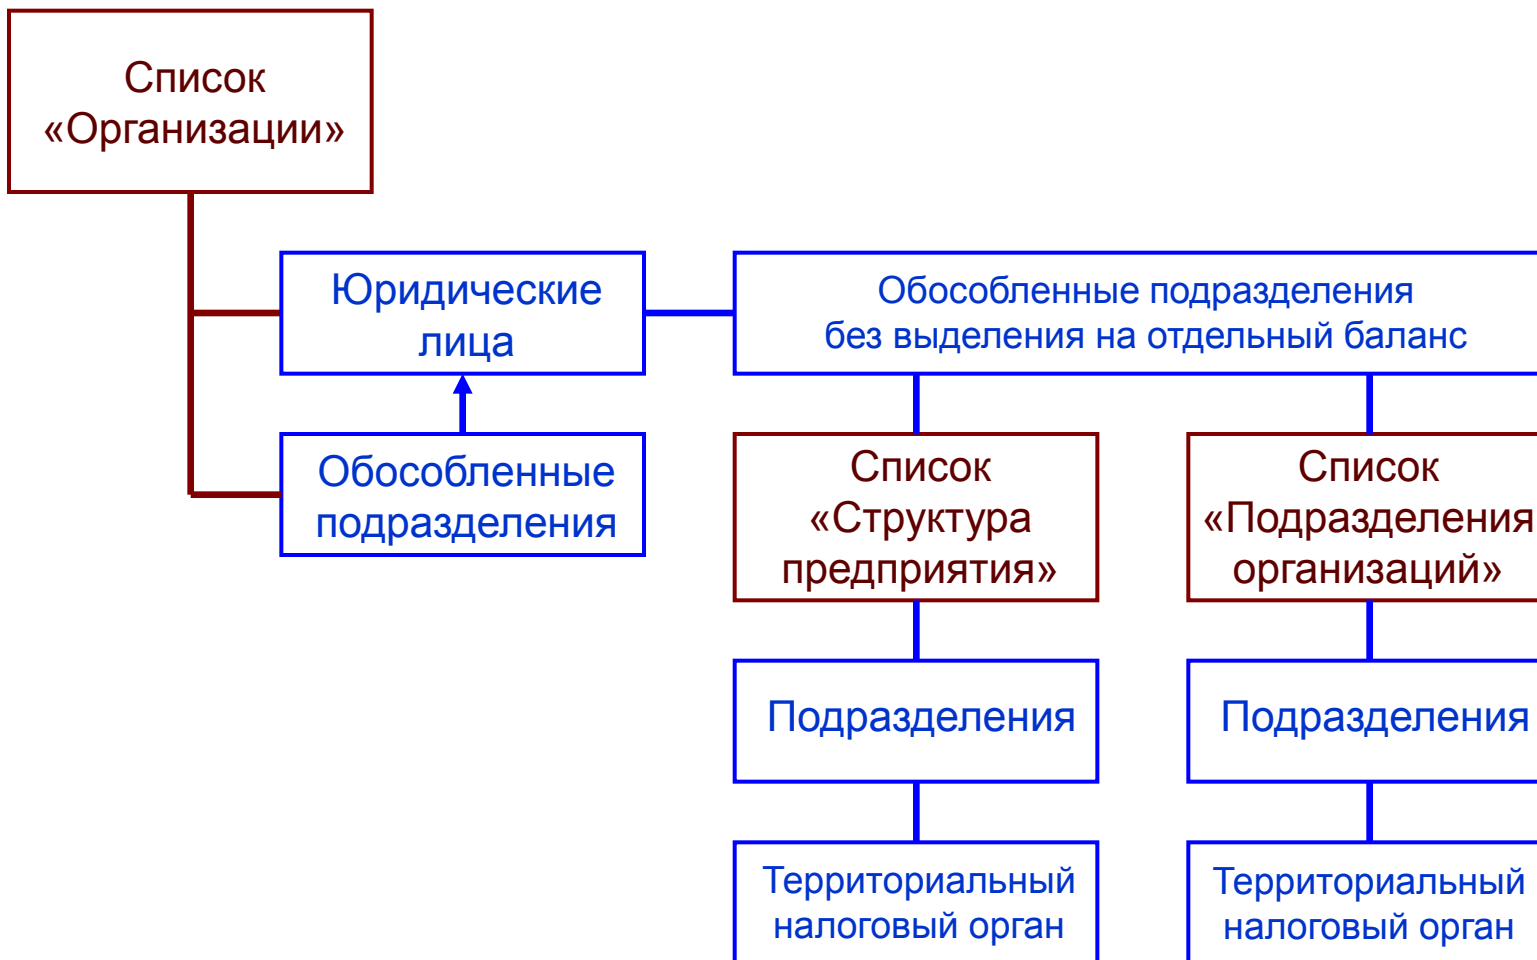 Список
«Организации»
Юридические
лица
Обособленные подразделения
без выделения на отдельный баланс
Обособленные
подразделения
Список
«Структура
предприятия»
Список
«Подразделения
организаций»
Подразделения
Подразделения
Территориальный
налоговый орган
Территориальный
налоговый орган